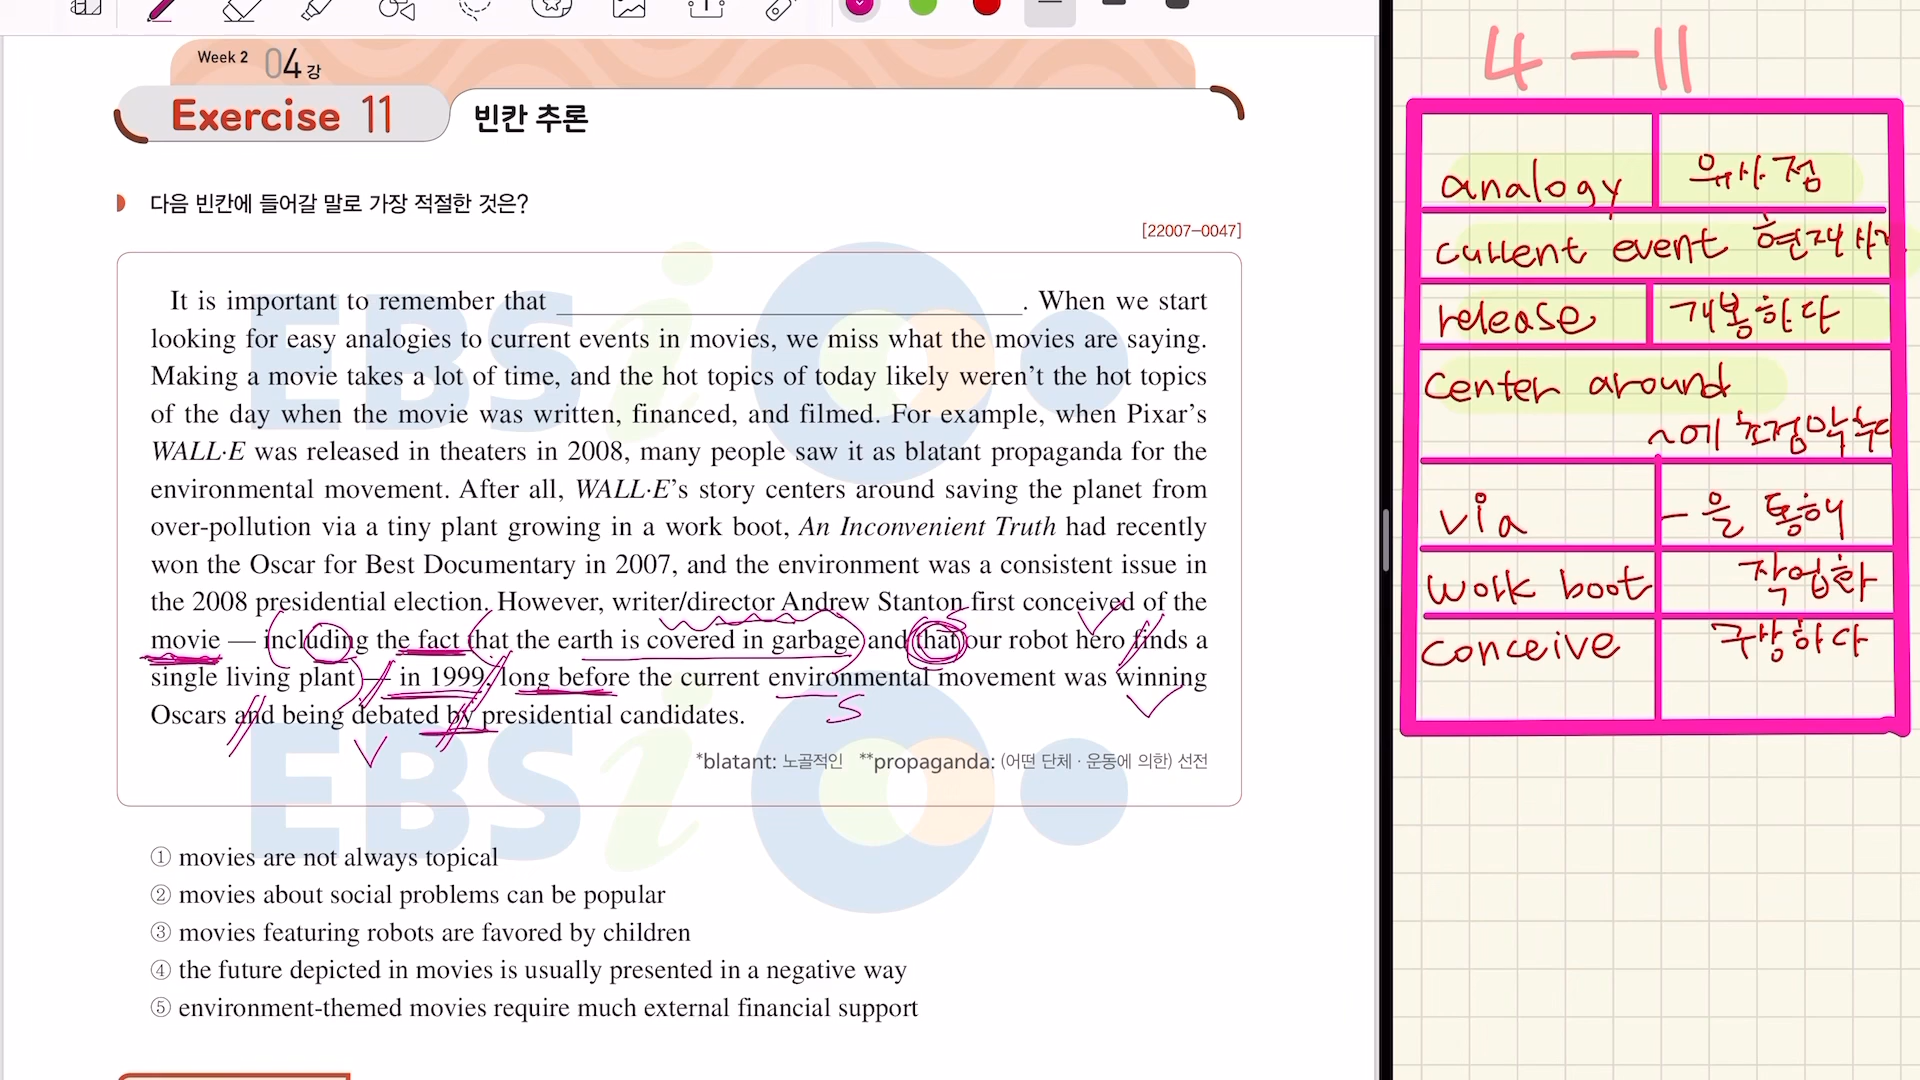 Week 2 04강
Exercise 11
빈칸 추론
다음 빈칸에 들어갈 말로 가장 적절한 것은?
[22007-0047]
It is important to remember that ______________________________. When we start
looking for easy analogies to current events in movies, we miss what the movies are saying.
Making a movie takes a lot of time, and the hot topics of today likely weren't the hot topics
of the day when the movie was written, financed, and filmed. For example, when Pixar's
WALL·E was released in theaters in 2008, many people saw it as blatant propaganda for the
environmental movement. After all, WALL·E's story centers around saving the planet from
over-pollution via a tiny plant growing in a work boot, An Inconvenient Truth had recently
won the Oscar for Best Documentary in 2007, and the environment was a consistent issue in
the 2008 presidential election. However, writer/director Andrew Stanton first conceived of the
movie — including the fact that the earth is covered in garbage and that our robot hero finds a
single living plant — in 1999, long before the current environmental movement was winning
Oscars and being debated by presidential candidates.
*blatant: 노골적인 **propaganda: (어떤 단체 · 운동에 의한) 선전
① movies are not always topical
② movies about social problems can be popular
③ movies featuring robots are favored by children
④ the future depicted in movies is usually presented in a negative way
⑤ environment-themed movies require much external financial support
EBSi
EBSi
S
S
4-11
analogy 유사점
current event 현재
release 개봉하다
center around
~에 초점맞추다
via ~을 통해
work boot 작업화
conceive 구상하다